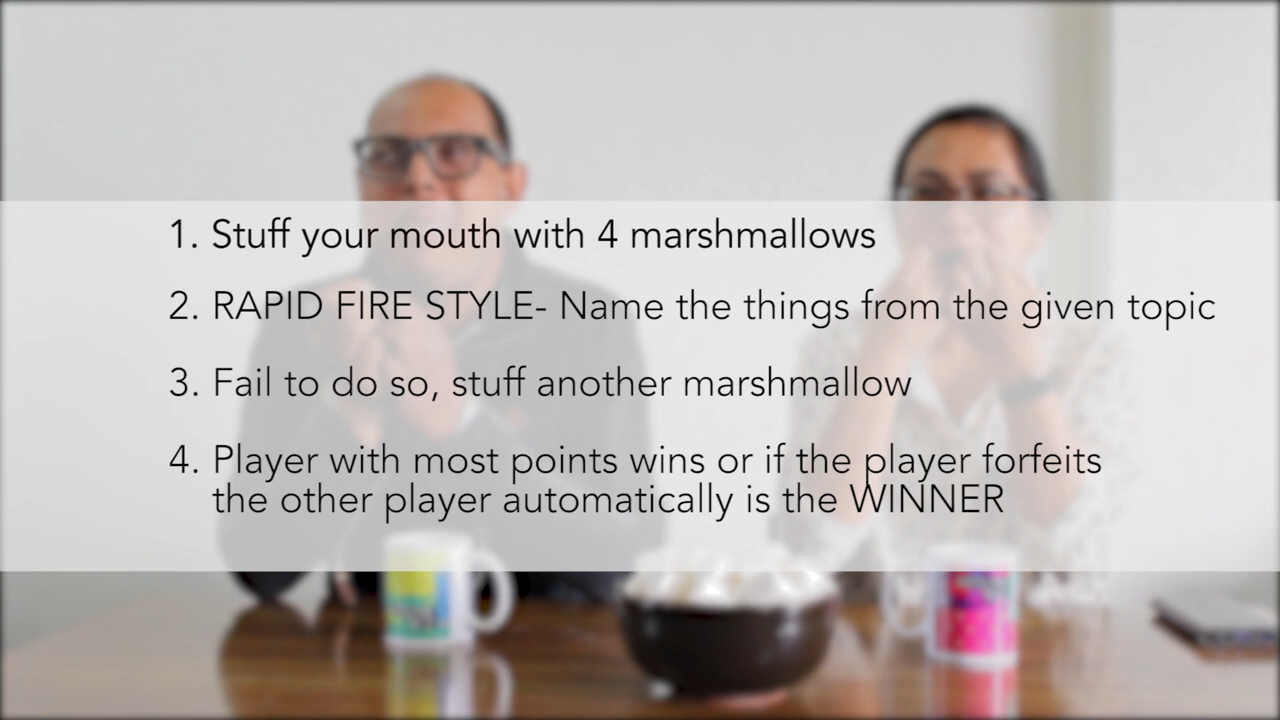 1. Stuff your mouth with 4 marshmallows
2. RAPID FIRE STYLE- Name the things from the given topic
3. Fail to do so, stuff another marshmallow
4. Player with most points wins or if the player forfeits
the other player automatically is the WINNER